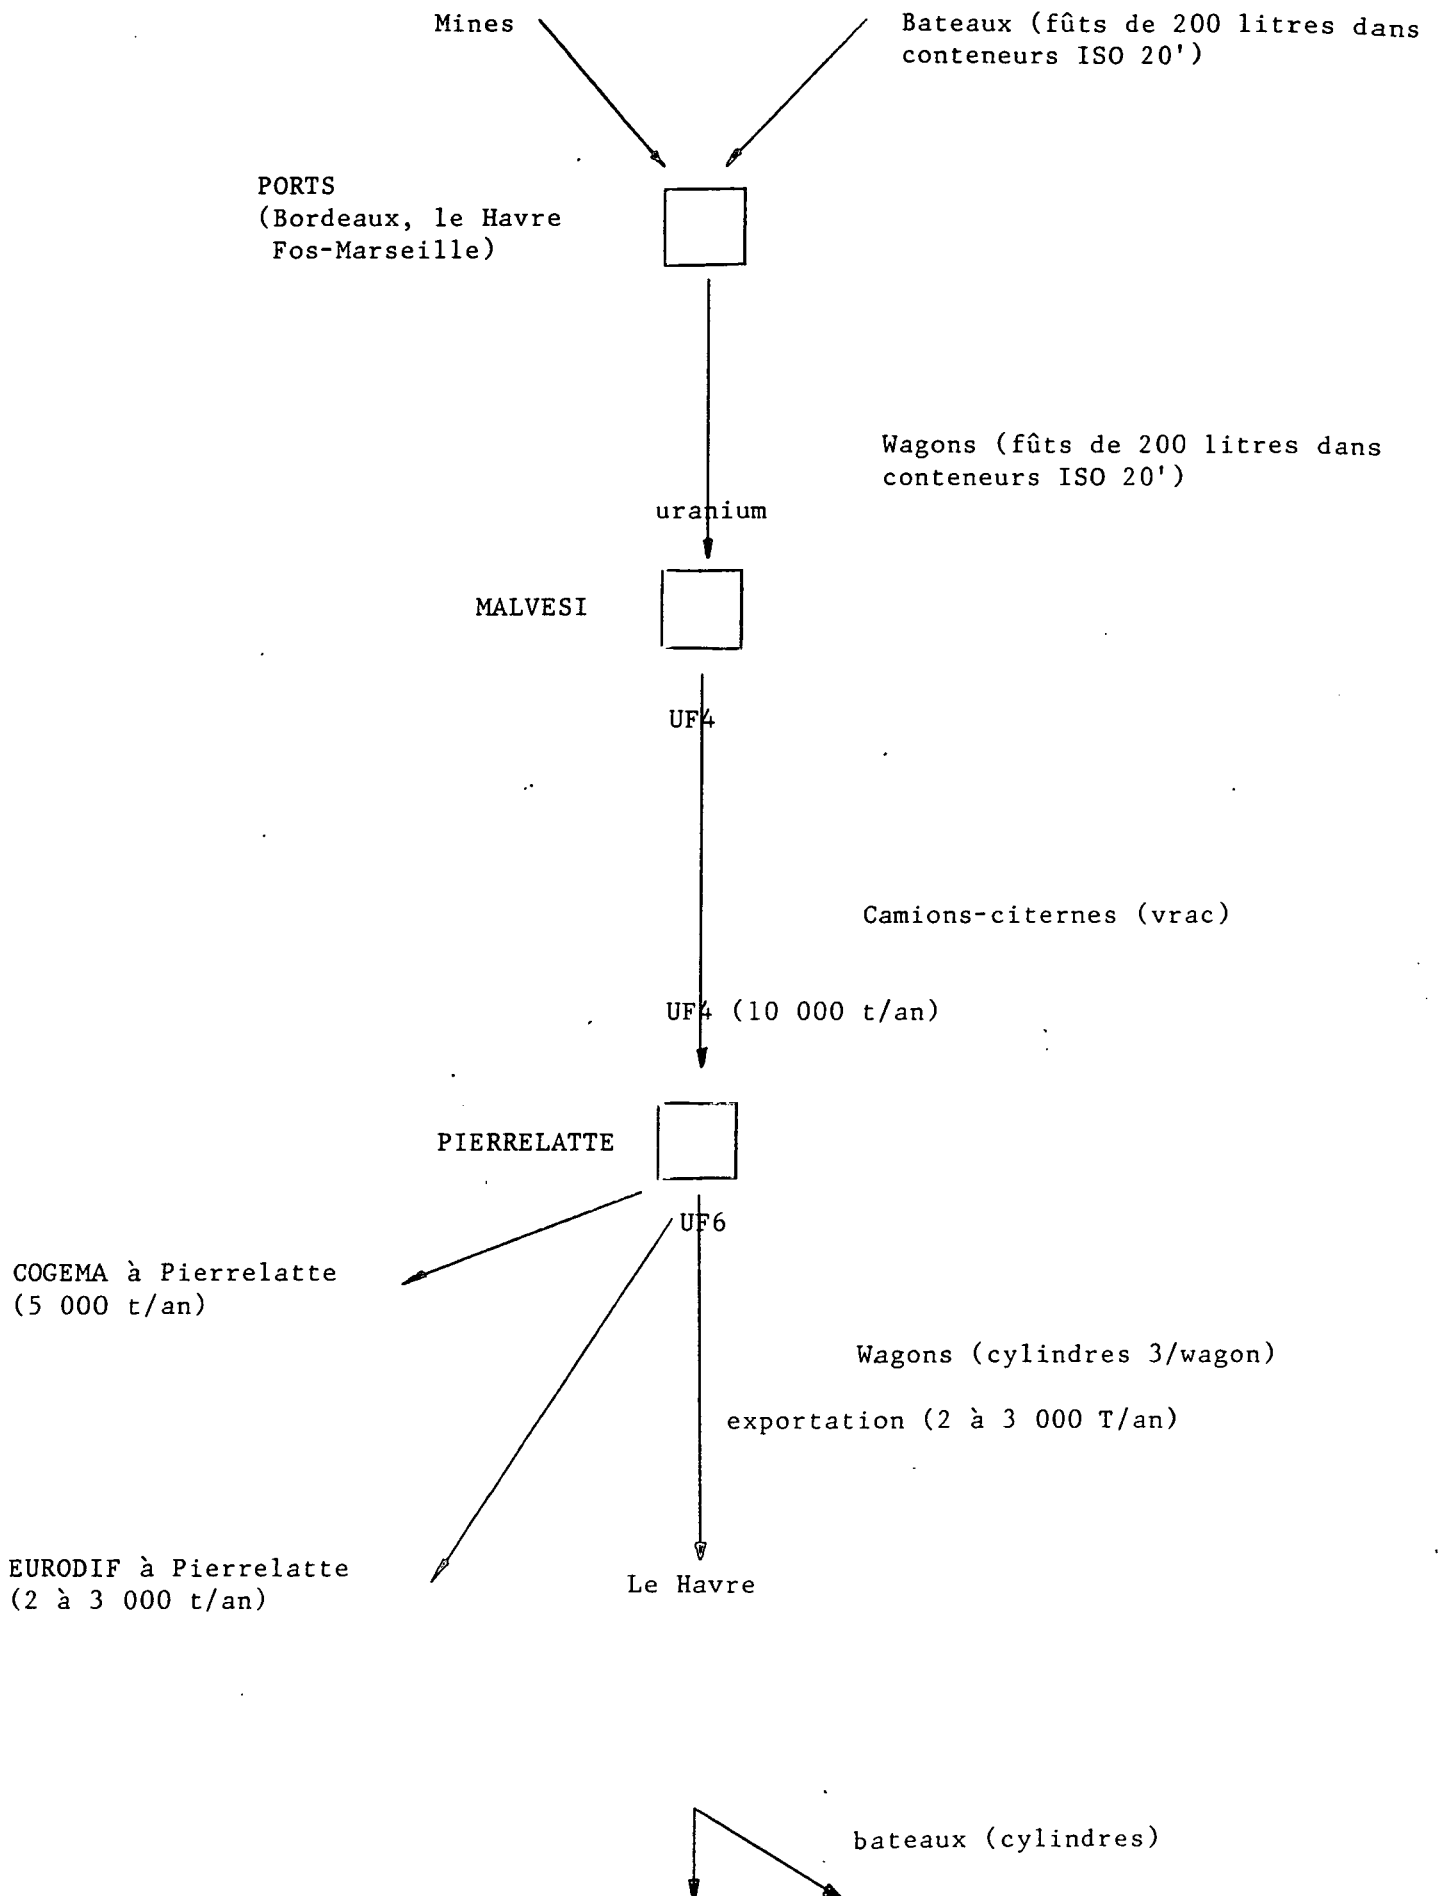 Mines
Bateaux (fûts de 200 litres dans
conteneurs ISO 20')
PORTS
(Bordeaux, le Havre
Fos-Marseille)
Wagons (fûts de 200 litres dans
conteneurs ISO 20')
uranium
MALVESI
UF4
Camions-citernes (vrac)
UF4 (10 000 t/an)
PIERRELATTE
UF6
COGEMA à Pierrelatte
(5 000 t/an)
Wagons (cylindres 3/wagon)
exportation (2 à 3 000 T/an)
EURODIF à Pierrelatte
(2 à 3 000 t/an)
Le Havre
bateaux (cylindres)